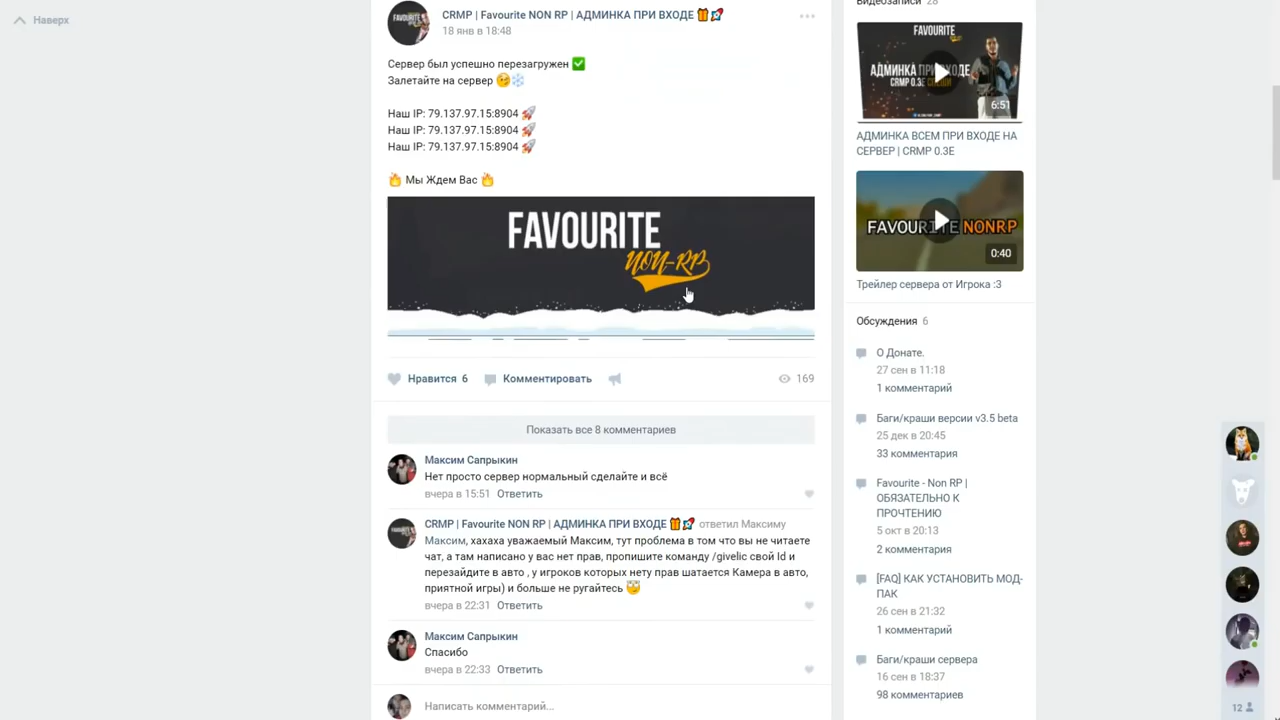 Наверх
CRMP | Favourite NON RP | АДМИНКА ПРИ ВХОДЕ
18 янв в 18:48
Сервер был успешно перезагружен
Залетайте на сервер
Наш IP: 79.137.97.15:8904
Наш IP: 79.137.97.15:8904
Наш IP: 79.137.97.15:8904
Мы Ждем Вас
FAVOURITE
NON-RP
Нравится 6
Комментировать
169
Показать все 8 комментариев
Максим Сапрыкин
Нет просто сервер нормальный сделайте и всё
вчера в 15:51 Ответить
CRMP | Favourite NON RP | АДМИНКА ПРИ ВХОДЕ ответил Максиму
Максим, хахаха уважаемый Максим, тут проблема в том что вы не читаете
чат, а там написано у вас нет прав, пропишите команду /givelic свой Id и
перезайдите в авто , у игроков которых нету прав шатается Камера в авто,
приятной игры) и больше не ругайтесь
вчера в 22:31 Ответить
Максим Сапрыкин
Спасибо
вчера в 22:33 Ответить
Написать комментарий...
Видеозаписи 28
FAVOURITE
АДМИНКА ПРИ ВХОДЕ
CRMP 0.3E
6:51
АДМИНКА ВСЕМ ПРИ ВХОДЕ НА
СЕРВЕР | CRMP 0.3E
FAVOURITE NONRP
0:40
Трейлер сервера от Игрока :3
Обсуждения 6
О Донате.
27 сен в 11:18
1 комментарий
Баги/краши версии v3.5 beta
25 дек в 20:45
33 комментария
Favourite - Non RP |
ОБЯЗАТЕЛЬНО К
ПРОЧТЕНИЮ
5 окт в 20:13
2 комментария
[FAQ] КАК УСТАНОВИТЬ МОД-
ПАК
26 сен в 21:32
1 комментарий
Баги/краши сервера
16 сен в 18:37
98 комментариев
12